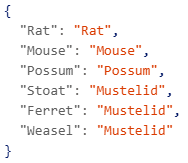 {
"Rat": "Rat",
"Mouse": "Mouse",
"Possum": "Possum",
"Stoat": "Mustelid",
"Ferret": "Mustelid",
"Weasel": "Mustelid"
}